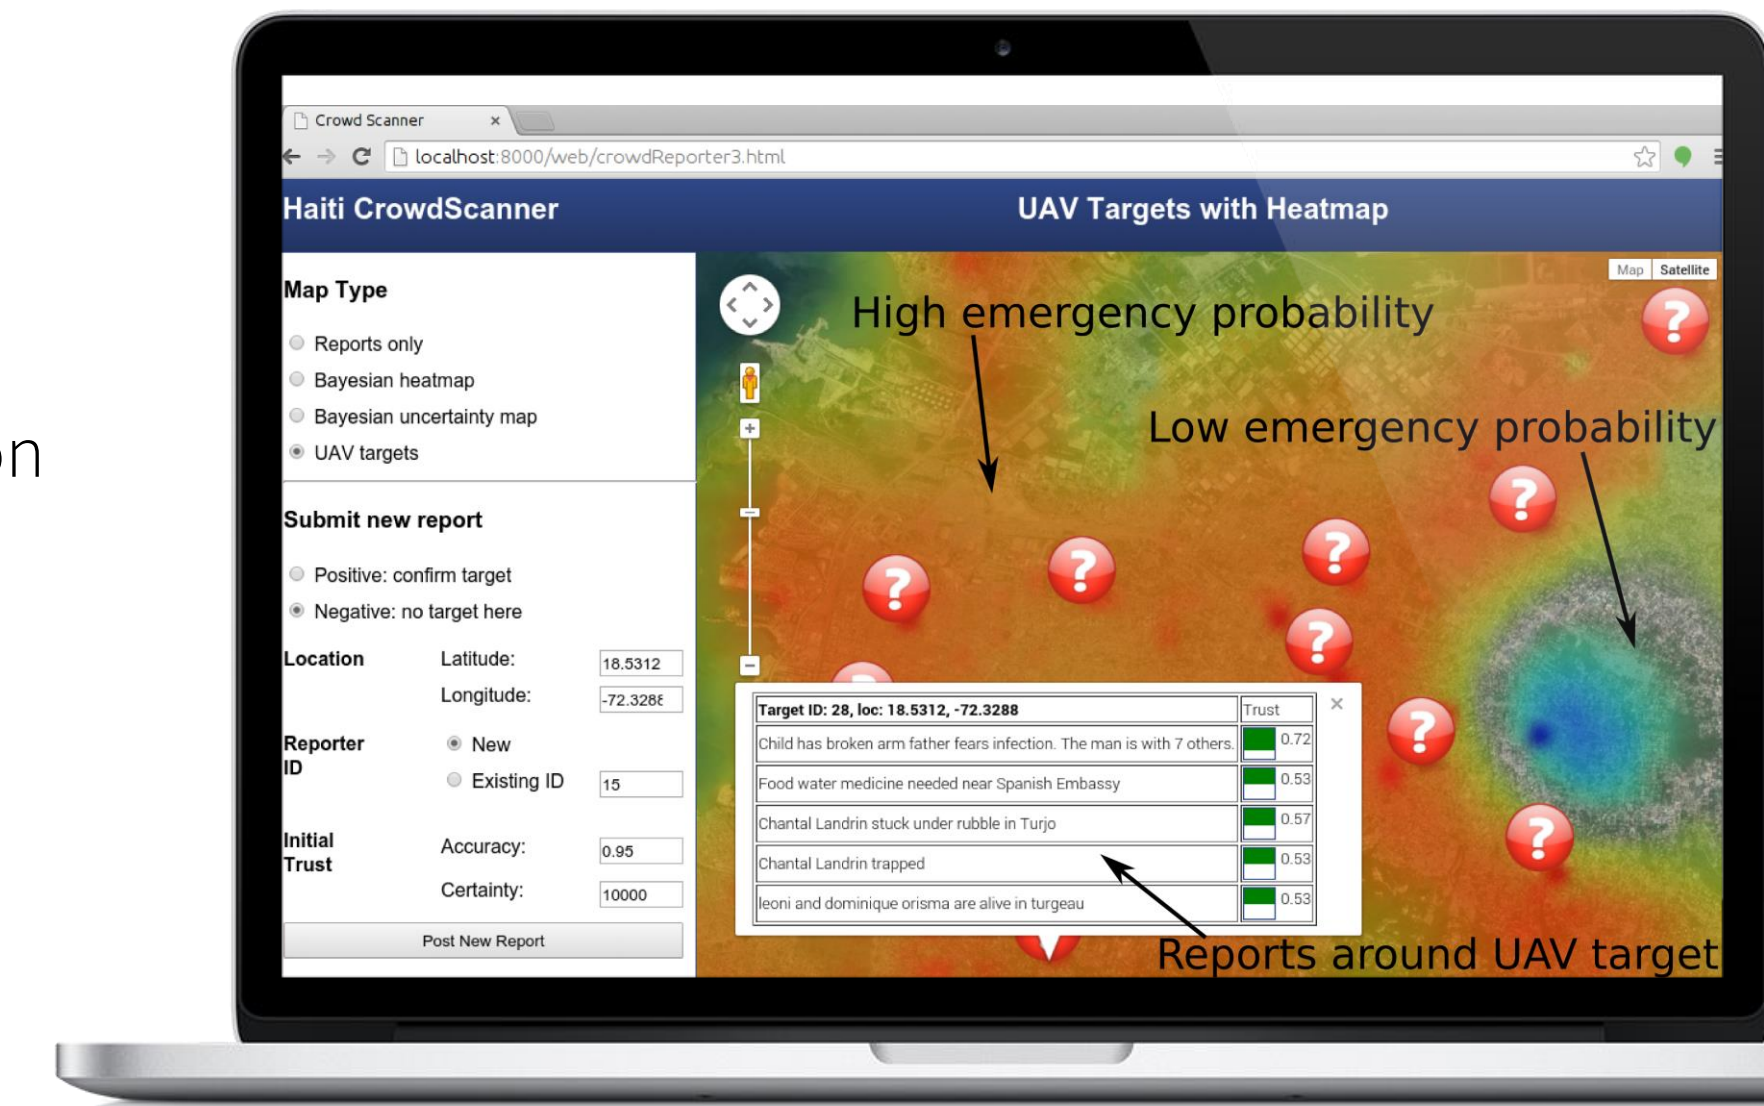 on
Crowd Scanner
localhost:8000/web/crowdReporter3.html
Haiti CrowdScanner
UAV Targets with Heatmap
Map Type
Reports only
Bayesian heatmap
Bayesian uncertainty map
UAV targets
Submit new report
Positive: confirm target
Negative: no target here
Location
Latitude:
18.5312
Longitude:
-72.3288
Reporter
ID
New
Existing ID
15
Initial
Trust
Accuracy:
0.95
Certainty:
10000
Post New Report
Map
Satellite
High emergency probability
Low emergency probability
?
?
?
?
?
?
?
?
Target ID: 28, loc: 18.5312, -72.3288
Trust
Child has broken arm father fears infection. The man is with 7 others.
0.72
Food water medicine needed near Spanish Embassy
0.53
Chantal Landrin stuck under rubble in Turjo
0.57
Chantal Landrin trapped
0.53
leoni and dominique orisma are alive in turgeau
0.53
Reports around UAV target